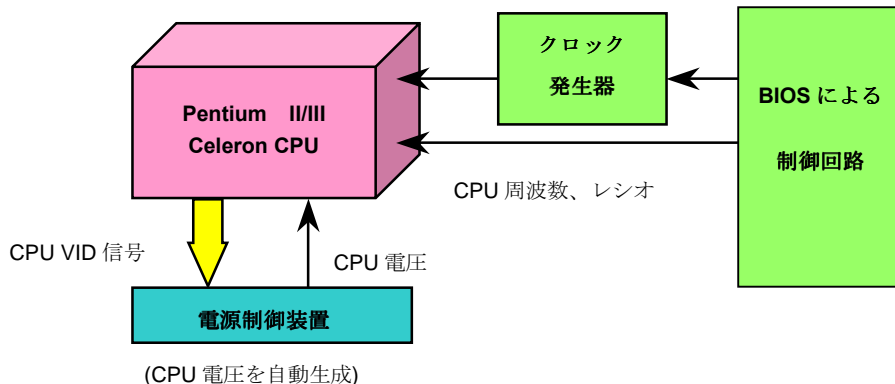 クロック
発生器
BIOS による
制御回路
Pentium II/III
Celeron CPU
CPU 周波数、レシオ
CPU VID 信号
CPU 電圧
電源制御装置
(CPU 電圧を自動生成)